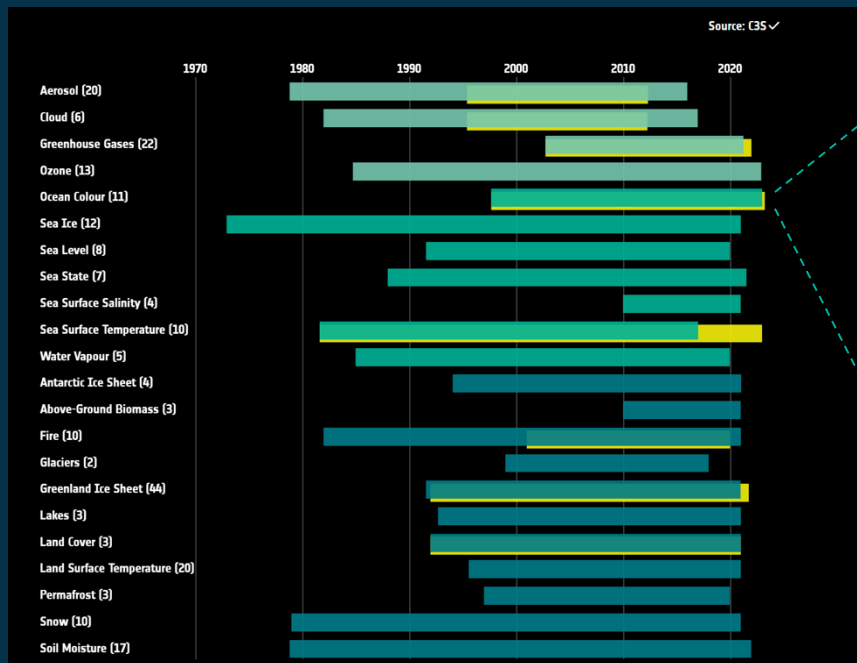 Source: C3S ✓
1970 1980 1990 2000 2010 2020
Aerosol (20)
Cloud (6)
Greenhouse Gases (22)
Ozone (13)
Ocean Colour (11)
Sea Ice (12)
Sea Level (8)
Sea State (7)
Sea Surface Salinity (4)
Sea Surface Temperature (10)
Water Vapour (5)
Antarctic Ice Sheet (4)
Above-Ground Biomass (3)
Fire (10)
Glaciers (2)
Greenland Ice Sheet (44)
Lakes (3)
Land Cover (3)
Land Surface Temperature (20)
Permafrost (3)
Snow (10)
Soil Moisture (17)